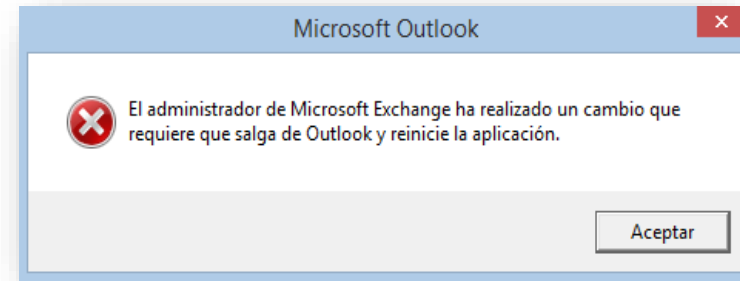 Microsoft Outlook
El administrador de Microsoft Exchange ha realizado un cambio que
requiere que salga de Outlook y reinicie la aplicación.
Aceptar